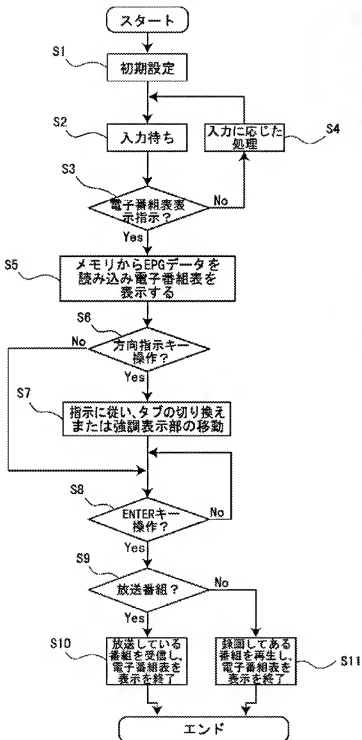 スタート
S1
初期設定
S2
入力待ち
入力に応じた
処理
S4
S3
電子番組表表
示指示?
No
Yes
S5
メモリからEPGデータを
読み込み電子番組表を
表示する
S6
No
方向指示キー
操作?
Yes
S7
指示に従い、タブの切り換え
または強調表示部の移動
S8
ENTERキー
操作?
No
Yes
S9
放送番組?
No
Yes
S10
放送している
番組を受信し、
電子番組表を
表示を終了
録画してある
番組を再生し、
電子番組表を
表示を終了
S11
エンド